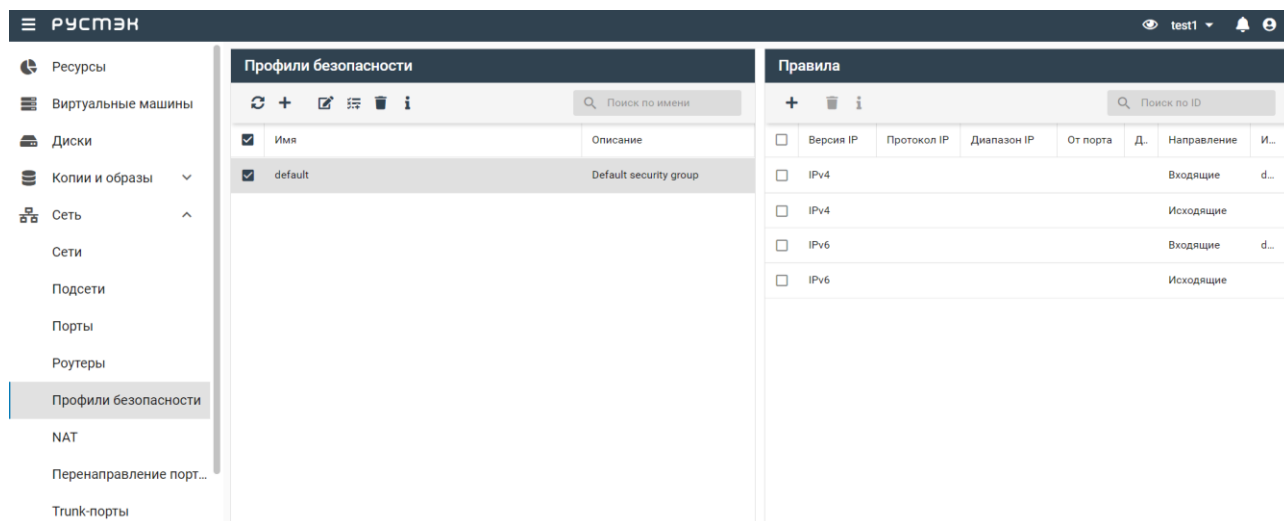 РУСТЭК
test1
Ресурсы
Виртуальные машины
Диски
Копии и образы
Сеть
Сети
Подсети
Порты
Роутеры
Профили безопасности
NAT
Перенаправление порт...
Trunk-порты
Профили безопасности
Поиск по имени
Имя Описание
default Default security group
Правила
Поиск по ID
Версия IP Протокол IP Диапазон IP От порта Д.. Направление И...
IPv4 Входящие d...
IPv4 Исходящие
IPv6 Входящие d...
IPv6 Исходящие